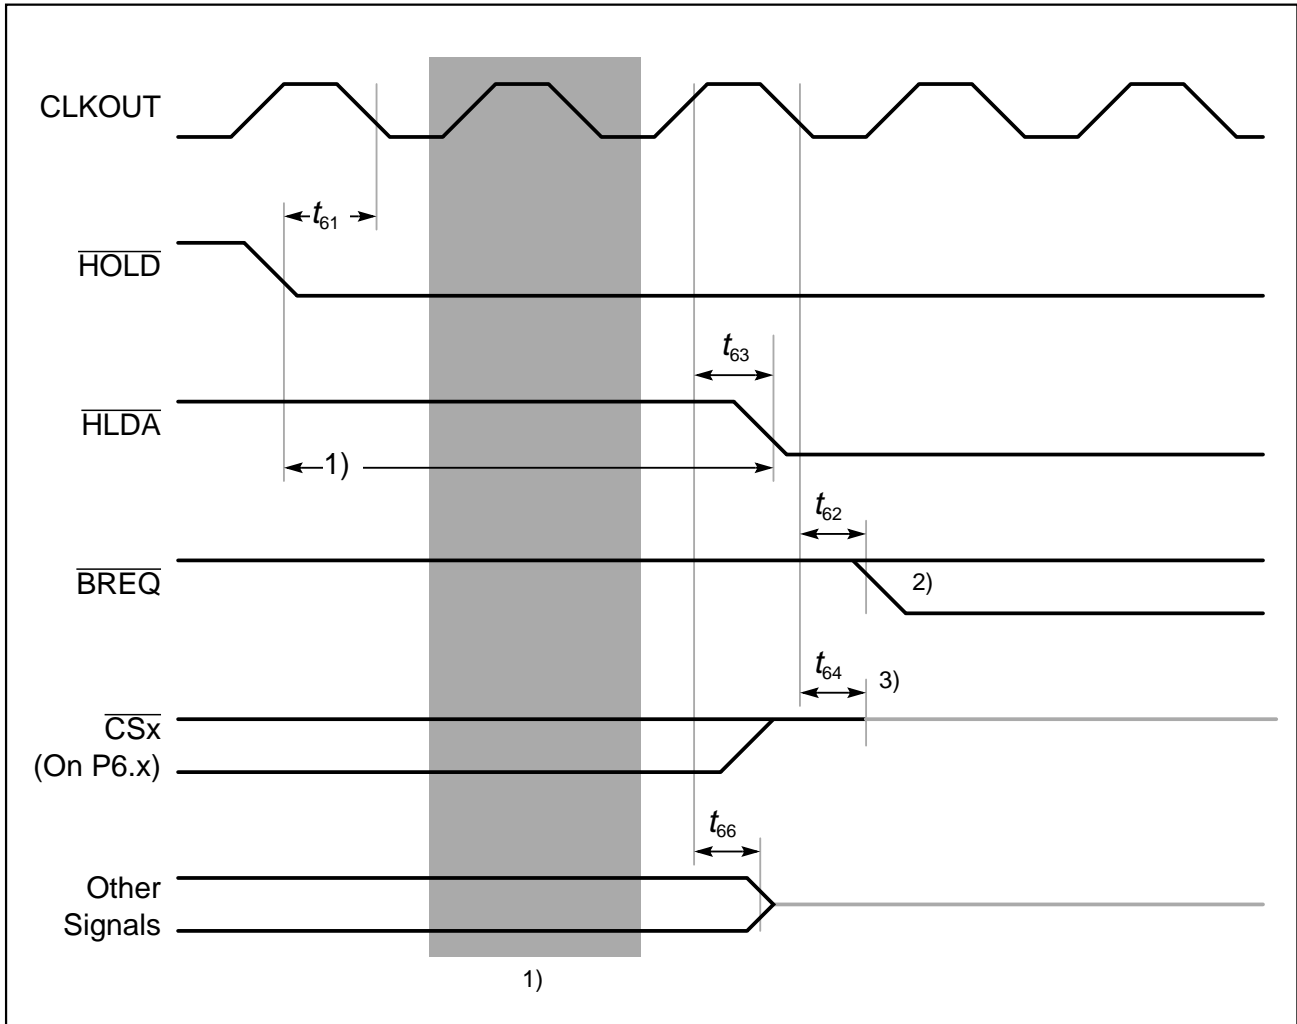 CLKOUT
t61
HOLD
t63
HLDA
1)
t62
BREQ
2)
t64
3)
CSx
(On P6.x)
t66
Other
Signals
1)